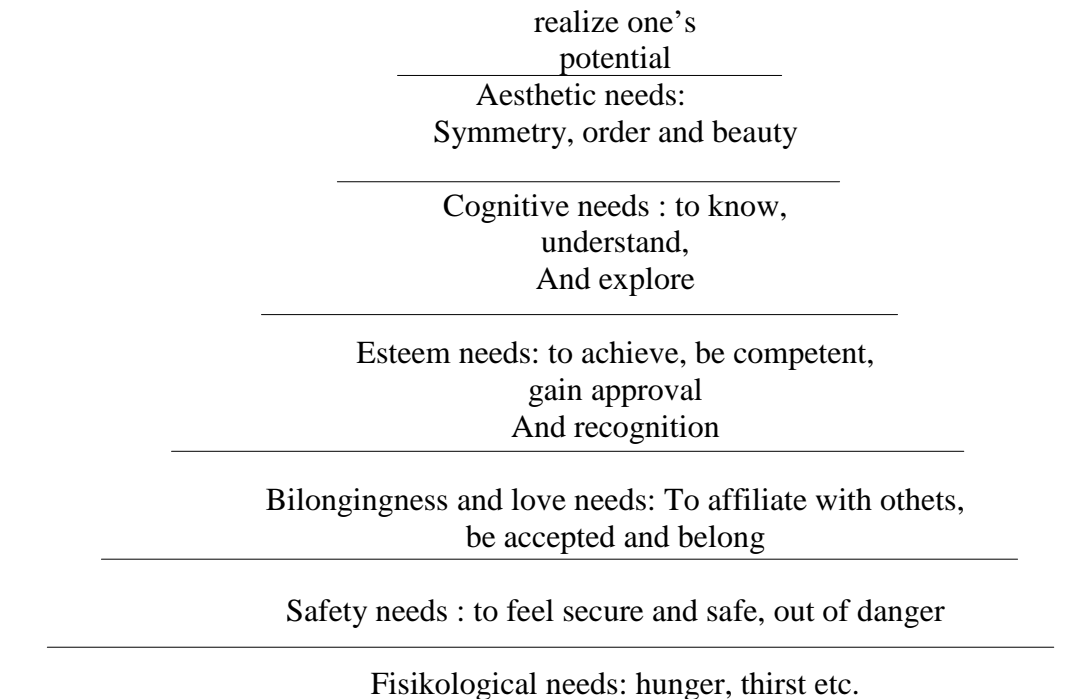 realize one’s
potential
Aesthetic needs:
Symmetry, order and beauty
Cognitive needs : to know,
understand,
And explore
Esteem needs: to achieve, be competent,
gain approval
And recognition
Bilongingness and love needs: To affiliate with othets,
be accepted and belong
Safety needs : to feel secure and safe, out of danger
Fisikological needs: hunger, thirst etc.